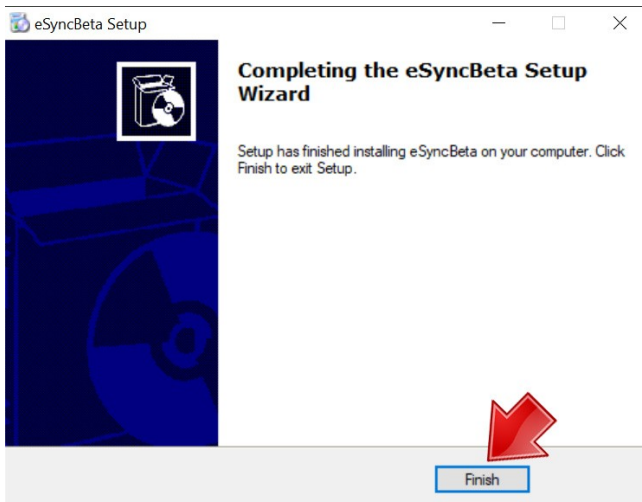 eSyncBeta Setup
Completing the eSyncBeta Setup
Wizard
Setup has finished installing eSyncBeta on your computer. Click
Finish to exit Setup.
Finish